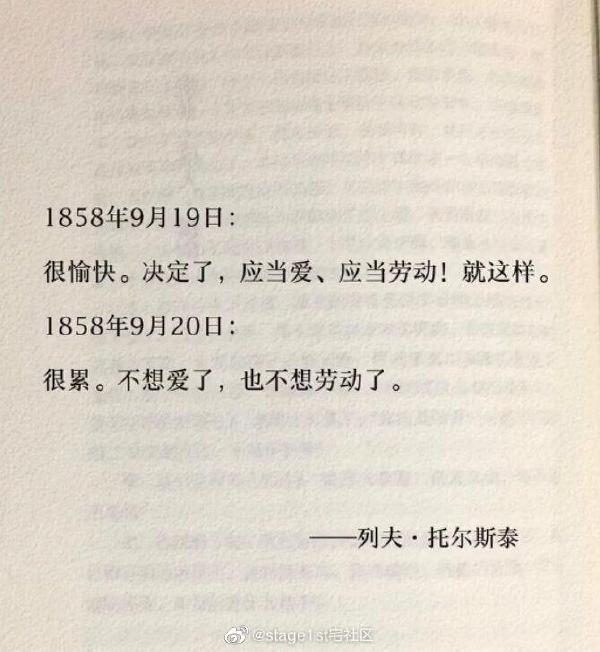 1858年9月19日：
很愉快。决定了，应当爱、应当劳动！就这样。
1858年9月20日：
很累。不想爱了，也不想劳动了。
——列夫·托尔斯泰
@stage1st宅社区